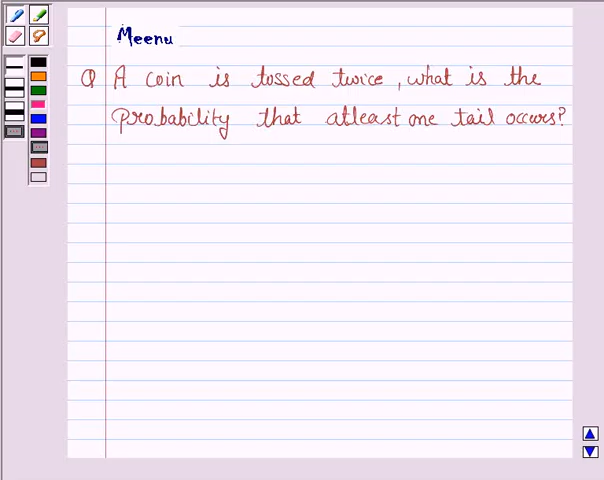 Meenu
Q A coin is tossed twice, what is the
probability that atleast one tail occurs?